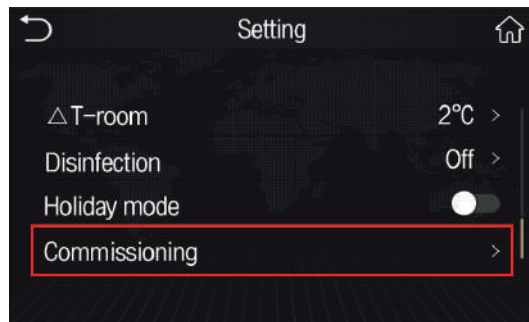 Setting
△T-room 2°C >
Disinfection Off >
Holiday mode
Commissioning >